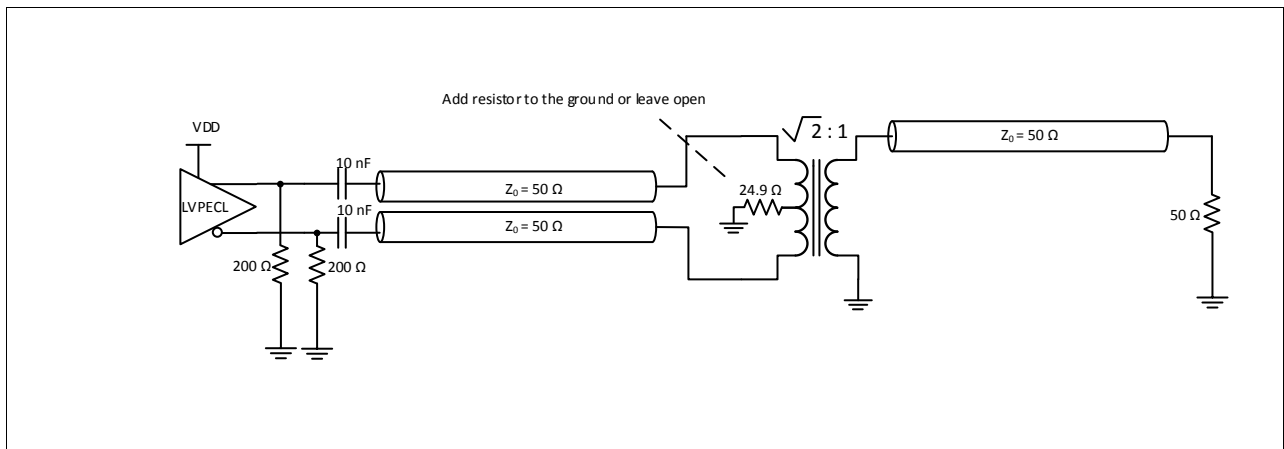 Add resistor to the ground or leave open
VDD
√2 : 1
10 nF
Z₀ = 50 Ω
Z₀ = 50 Ω
LVPECL
24.9 Ω
10 nF
Z₀ = 50 Ω
50 Ω
200 Ω
200 Ω